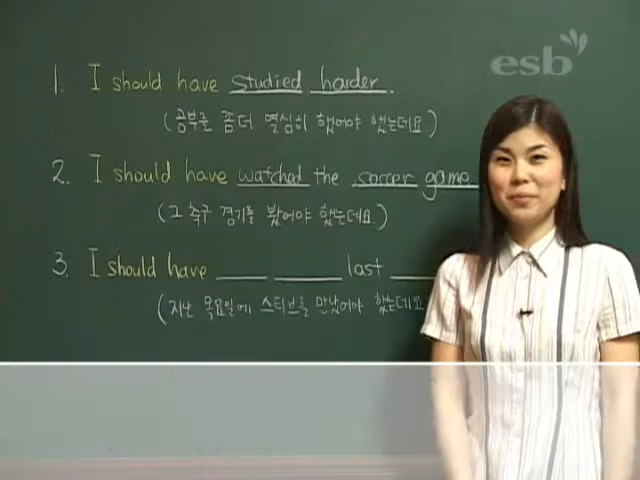 esb
1. I should have studied harder.
(공부를 좀 더 열심히 했어야 했는데요)
2. I should have watched the soccer game
(그 축구 경기를 봤어야 했는데요)
3. I should have ____ ____ last ____
(지난 목요일에 스티브를 만났어야 했는데요